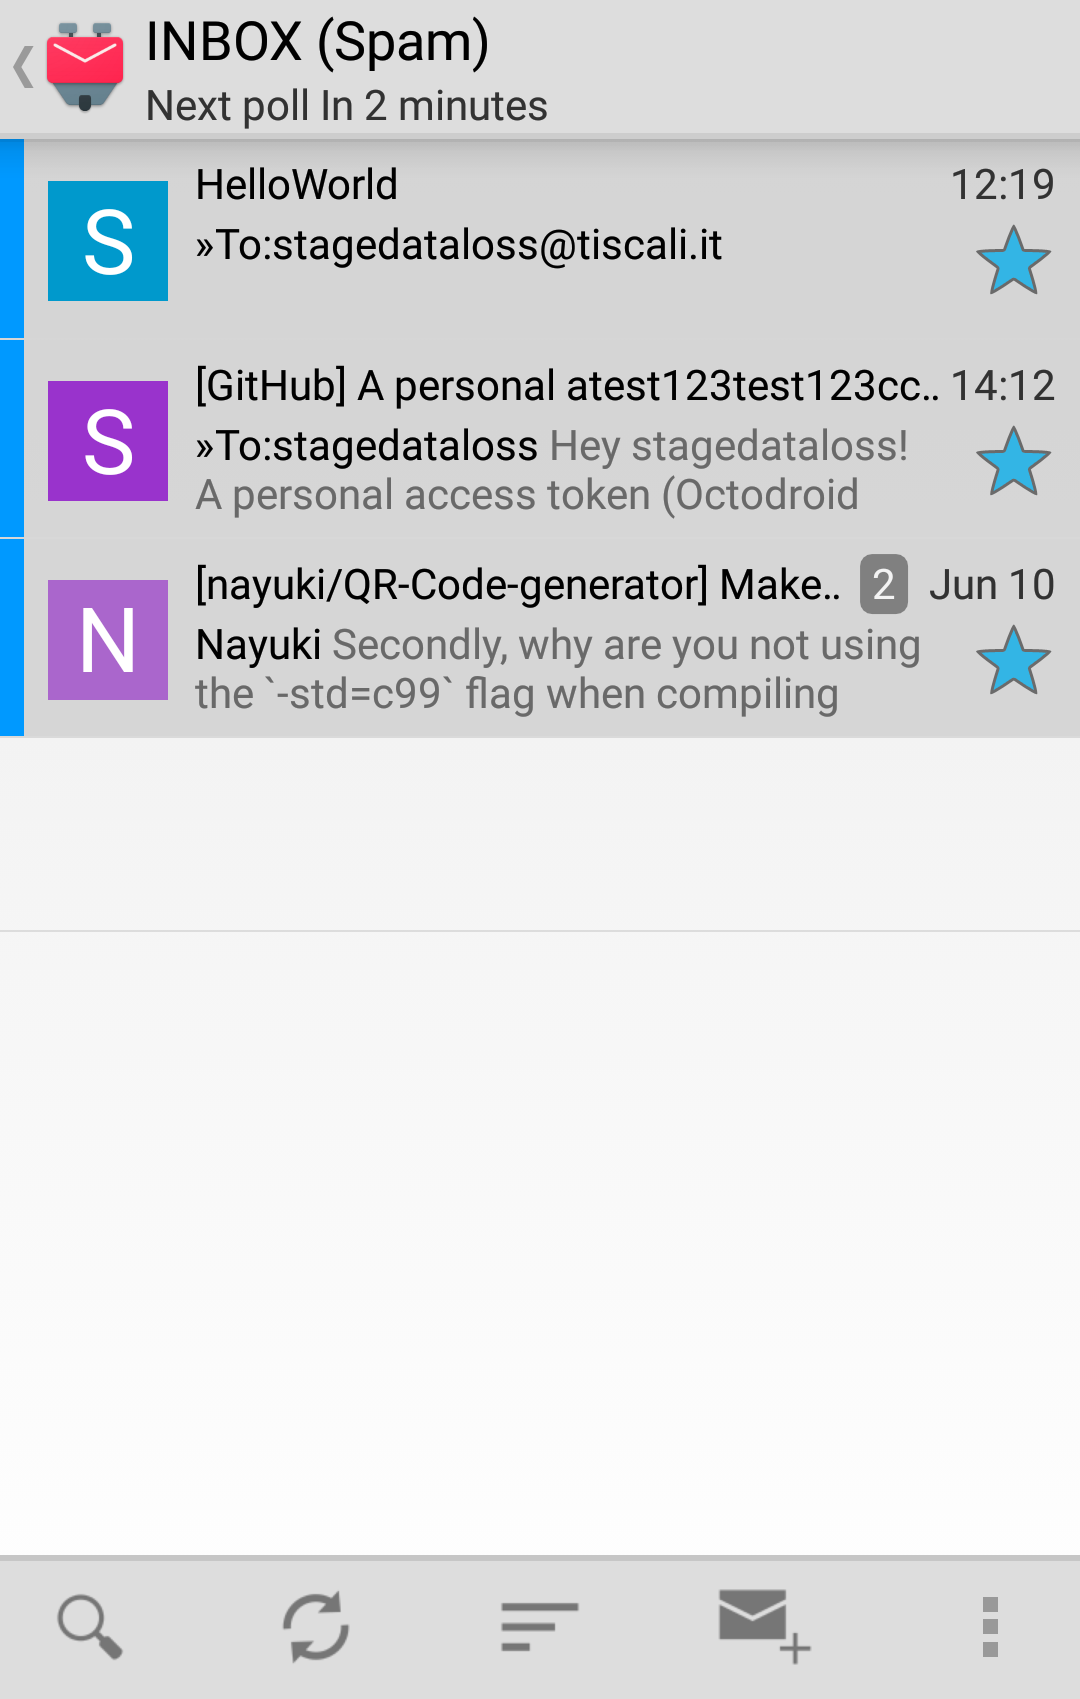 INBOX (Spam)
Next poll In 2 minutes
S
HelloWorld
12:19
»To:stagedataloss@tiscali.it
S
[GitHub] A personal atest123test123cc..
14:12
»To:stagedataloss Hey stagedataloss!
A personal access token (Octodroid
N
[nayuki/QR-Code-generator] Make..
2
Jun 10
Nayuki Secondly, why are you not using
the `-std=c99` flag when compiling